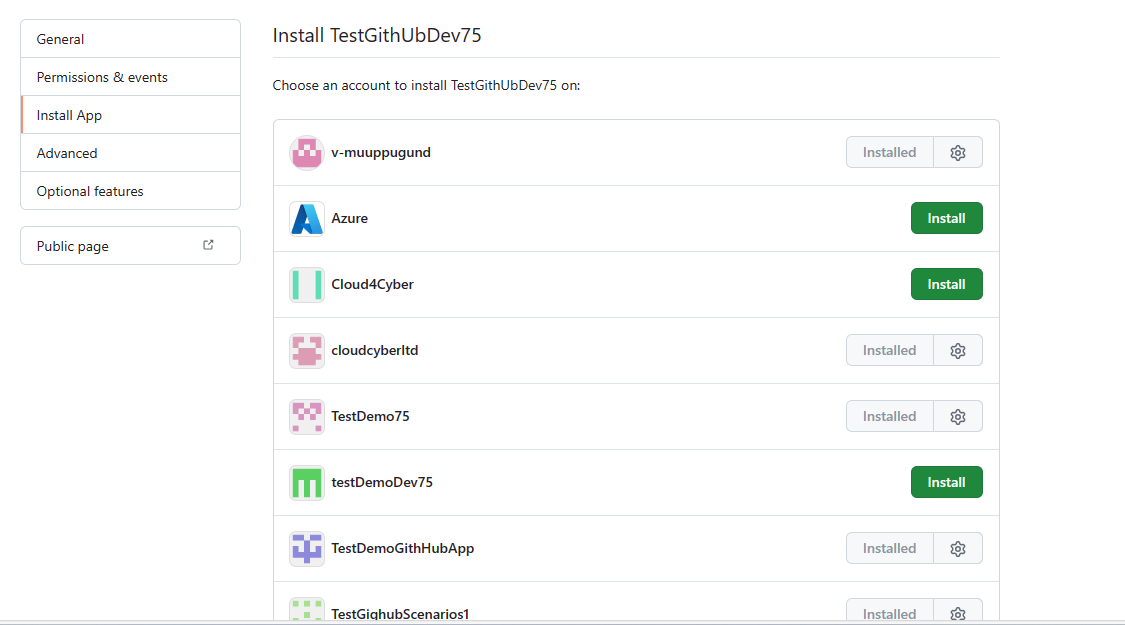 General
Permissions & events
Install App
Advanced
Optional features
Public page
Install TestGithUbDev75
Choose an account to install TestGithUbDev75 on:
v-muuppugund Installed
Azure Install
Cloud4Cyber Install
cloudcyberltd Installed
TestDemo75 Installed
testDemoDev75 Install
TestDemoGithHubApp Installed
TestGighubScenarios1 Installed